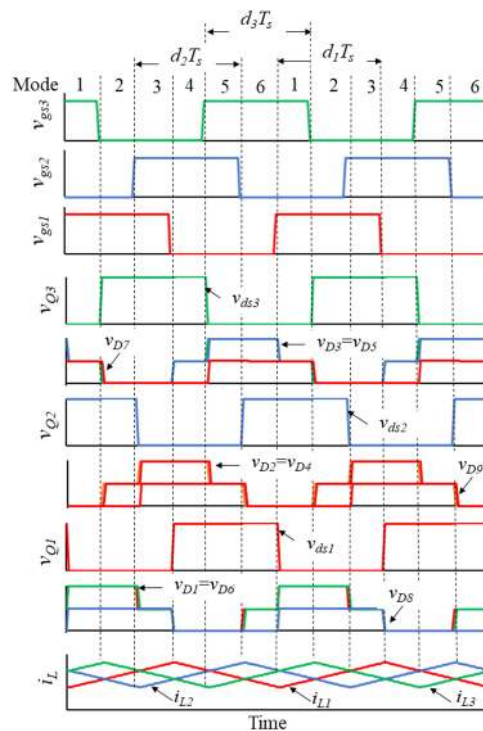 d3Ts
d2Ts d1Ts
Mode 1 2 3 4 5 6 1 2 3 4 5 6
vgs3
vgs2
vgs1
vQ3
vds3
vD7
vD3=vD5
vQ2
vds2
vD2=vD4
vD9
vQ1
vds1
vD1=vD6
vD8
iL
iL2 iL1 iL3
Time